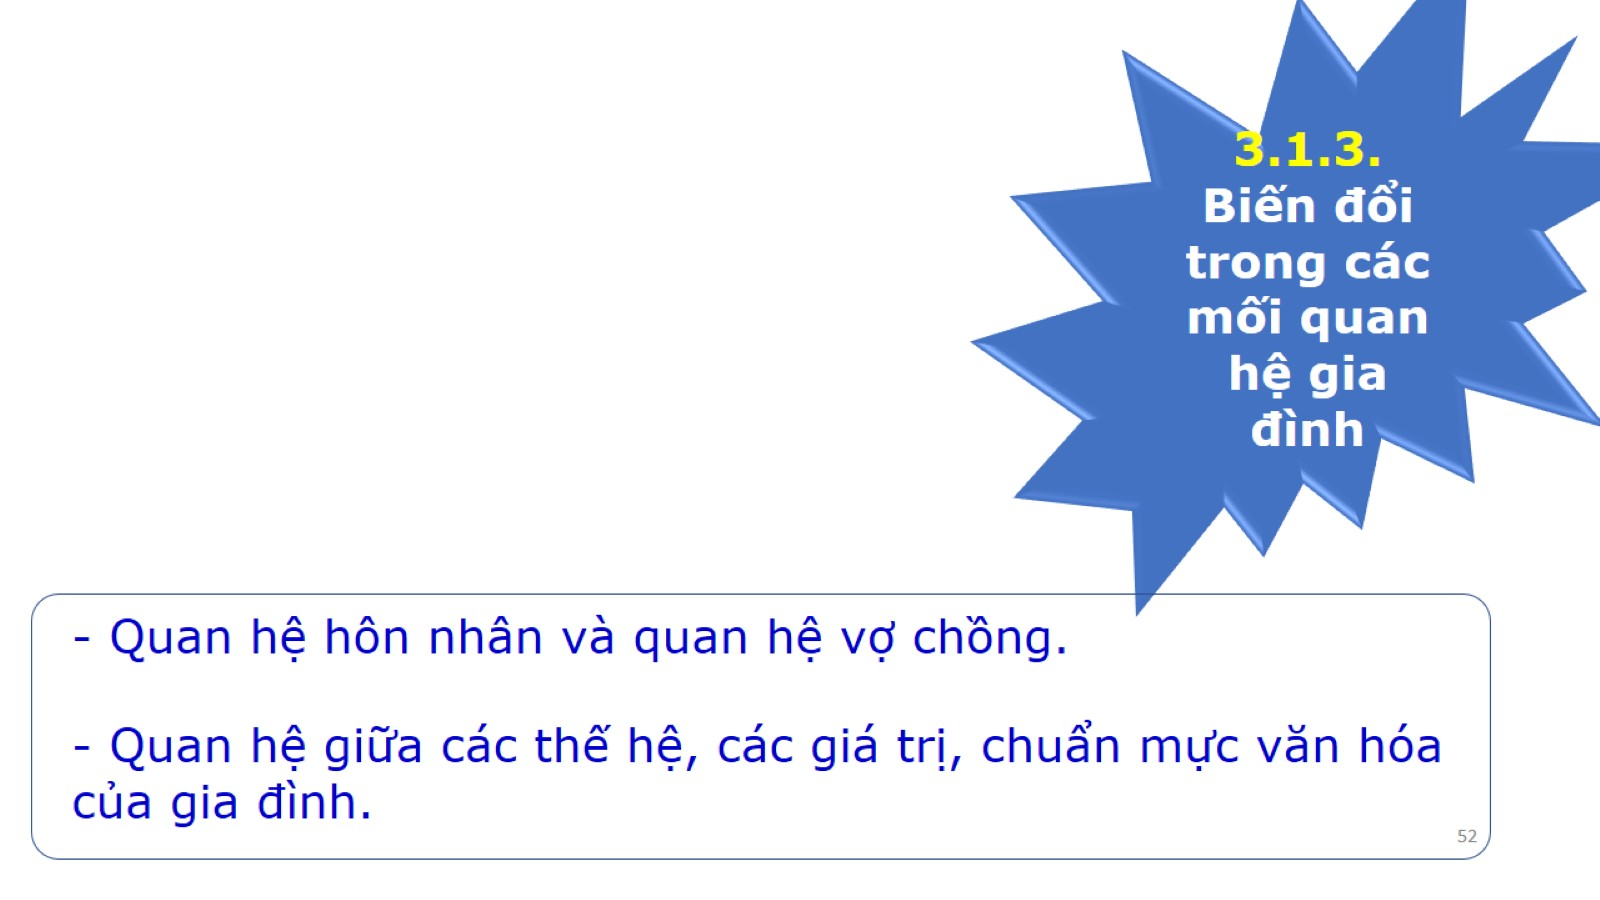 3.1.3.
Biến đổi
trong các
mối quan
hệ gia
đình
- Quan hệ hôn nhân và quan hệ vợ chồng.
- Quan hệ giữa các thế hệ, các giá trị, chuẩn mực văn hóa
của gia đình.
52